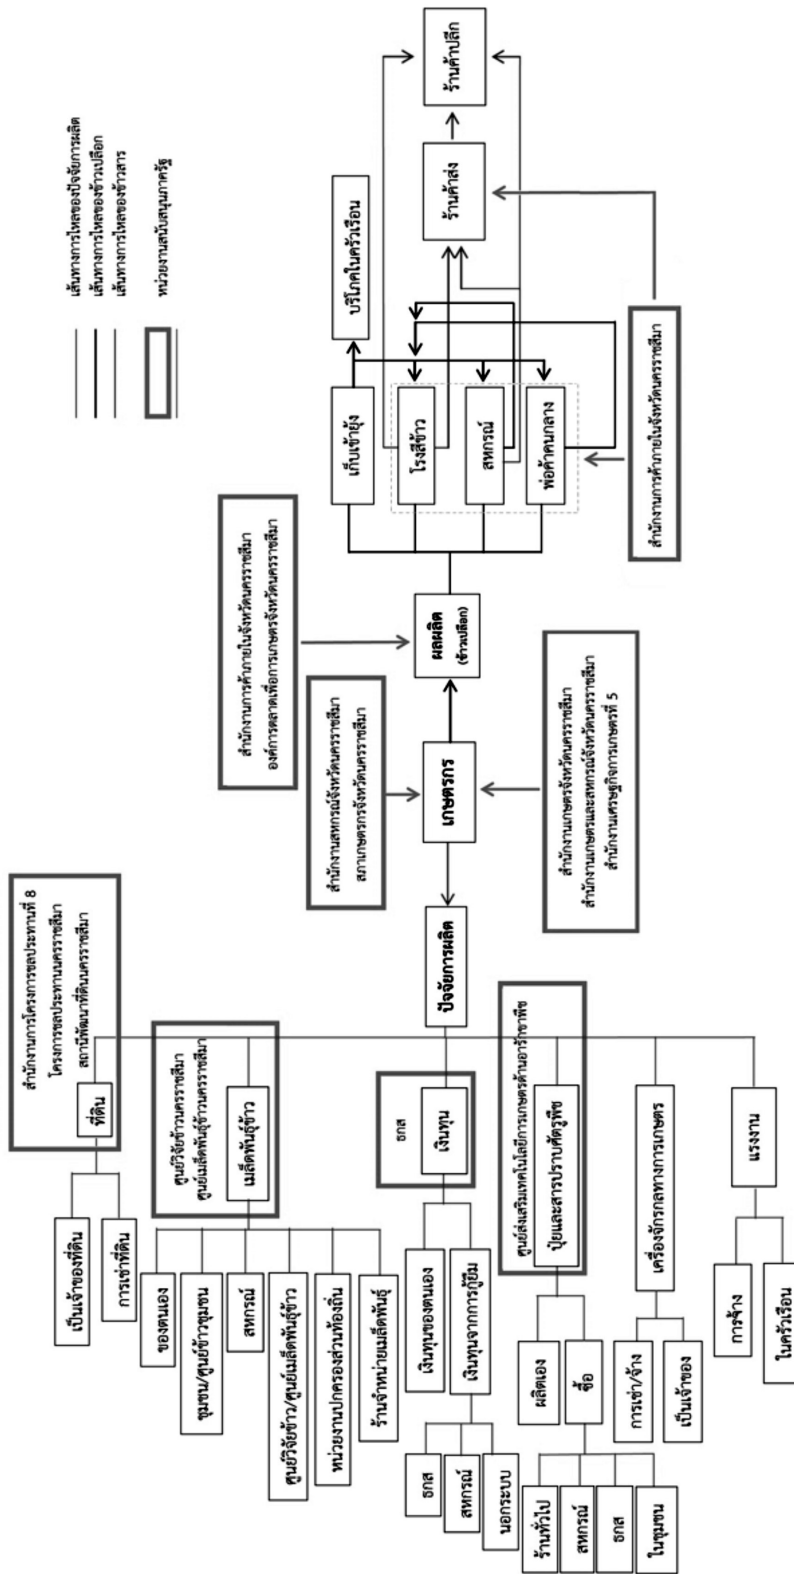 เส้นทางการไหลของปัจจัยการผลิต
เส้นทางการไหลของข้าวเปลือก
เส้นทางการไหลของข้าวสาร
หน่วยงานสนับสนุนภาครัฐ
สำนักงานการโครงการชลประทานที่ 8
โครงการชลประทานนครราชสีมา
สถานีพัฒนาที่ดินนครราชสีมา
ที่ดิน
เป็นเจ้าของที่ดิน
การเช่าที่ดิน
ศูนย์วิจัยข้าวนครราชสีมา
ศูนย์เมล็ดพันธุ์ข้าวนครราชสีมา
เมล็ดพันธุ์ข้าว
ของตนเอง
ชุมชน/ศูนย์ข้าวชุมชน
สหกรณ์
ศูนย์วิจัยข้าว/ศูนย์เมล็ดพันธุ์ข้าว
หน่วยงานปกครองส่วนท้องถิ่น
ร้านจำหน่ายเมล็ดพันธุ์
ธกส
เงินทุน
เงินทุนของตนเอง
เงินทุนจากการกู้ยืม
ธกส
สหกรณ์
นอกระบบ
ศูนย์ส่งเสริมเทคโนโลยีการเกษตรด้านอารักขาพืช
ปุ๋ยและสารปราบศัตรูพืช
ผลิตเอง
ซื้อ
ร้านทั่วไป
สหกรณ์
ธกส
ในชุมชน
เครื่องจักรกลทางการเกษตร
การเช่า/จ้าง
เป็นเจ้าของ
แรงงาน
การจ้าง
ในครัวเรือน
ปัจจัยการผลิต
สำนักงานสหกรณ์จังหวัดนครราชสีมา
สภาเกษตรกรจังหวัดนครราชสีมา
เกษตรกร
สำนักงานเกษตรจังหวัดนครราชสีมา
สำนักงานเกษตรและสหกรณ์จังหวัดนครราชสีมา
สำนักงานเศรษฐกิจการเกษตรที่ 5
สำนักงานการค้าภายในจังหวัดนครราชสีมา
องค์การตลาดเพื่อการเกษตรจังหวัดนครราชสีมา
ผลผลิต
(ข้าวเปลือก)
เก็บเข้ายุ้ง
โรงสีข้าว
สหกรณ์
พ่อค้าคนกลาง
บริโภคในครัวเรือน
สำนักงานการค้าภายในจังหวัดนครราชสีมา
ร้านค้าส่ง
ร้านค้าปลีก